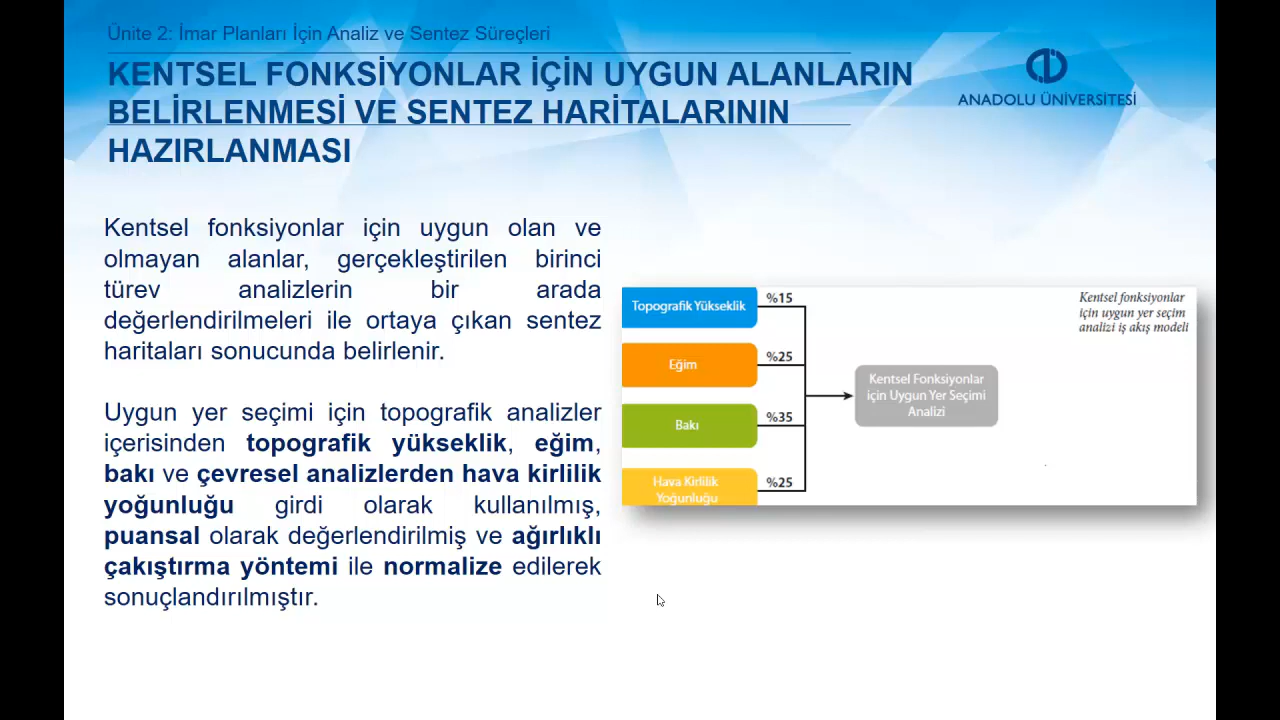 Ünite 2: İmar Planları İçin Analiz ve Sentez Süreçleri
KENTSEL FONKSİYONLAR İÇİN UYGUN ALANLARIN
BELİRLENMESİ VE SENTEZ HARİTALARININ
HAZIRLANMASI
ANADOLU ÜNİVERSİTESİ
Kentsel fonksiyonlar için uygun olan ve
olmayan alanlar, gerçekleştirilen birinci
türev analizlerin bir arada
değerlendirilmeleri ile ortaya çıkan sentez
haritaları sonucunda belirlenir.
Uygun yer seçimi için topografik analizler
içerisinden topografik yükseklik, eğim,
bakı ve çevresel analizlerden hava kirlilik
yoğunluğu girdi olarak kullanılmış,
puansal olarak değerlendirilmiş ve ağırlıklı
çakıştırma yöntemi ile normalize edilerek
sonuçlandırılmıştır.
Topografik Yükseklik
%15
Eğim
%25
Bakı
%35
Hava Kirlilik
Yoğunluğu
%25
Kentsel Fonksiyonlar
için Uygun Yer Seçimi
Analizi
Kentsel fonksiyonlar
için uygun yer seçim
analizi iş akış modeli